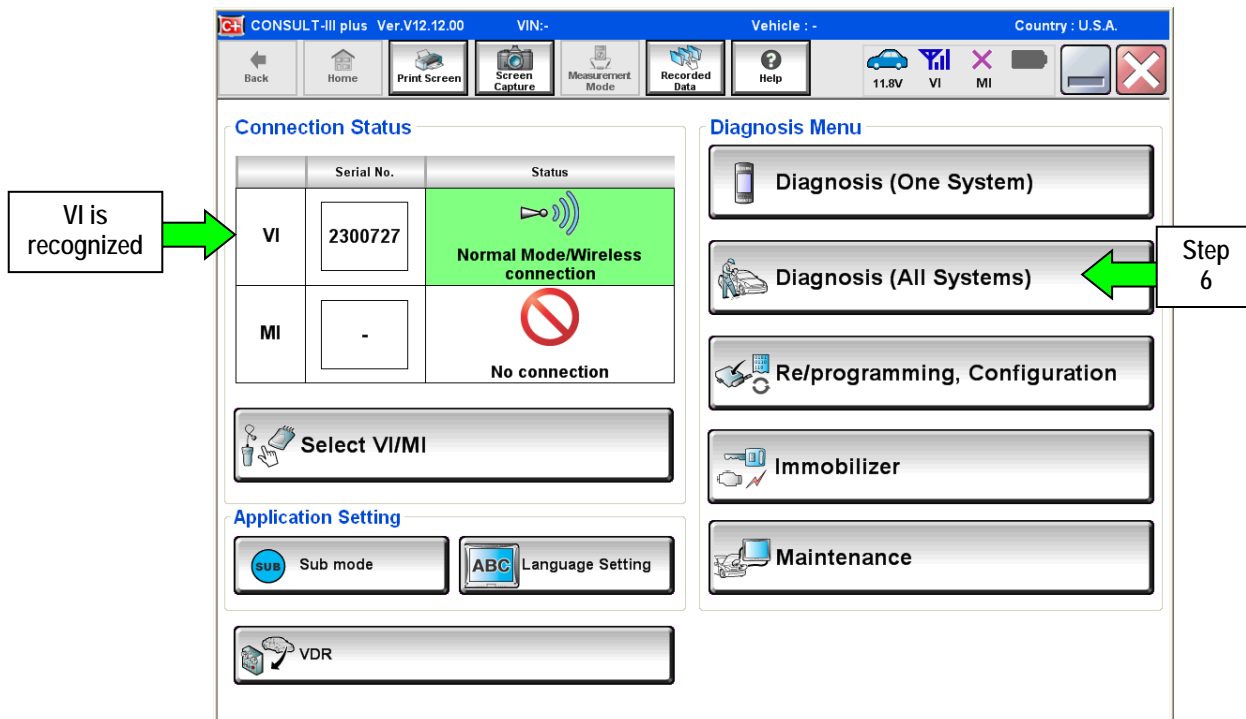 CONSULT-III plus Ver.V12.12.00 VIN:- Vehicle : - Country : U.S.A.
Back
Home
Print Screen
Screen
Capture
Measurement
Mode
Recorded
Data
Help
11.8V
VI
MI
Connection Status
Serial No.
Status
VI
2300727
Normal Mode/Wireless
connection
MI
-
No connection
Select VI/MI
Application Setting
SUB
Sub mode
ABC
Language Setting
VDR
Diagnosis Menu
Diagnosis (One System)
Diagnosis (All Systems)
Re/programming, Configuration
Immobilizer
Maintenance
VI is
recognized
Step
6